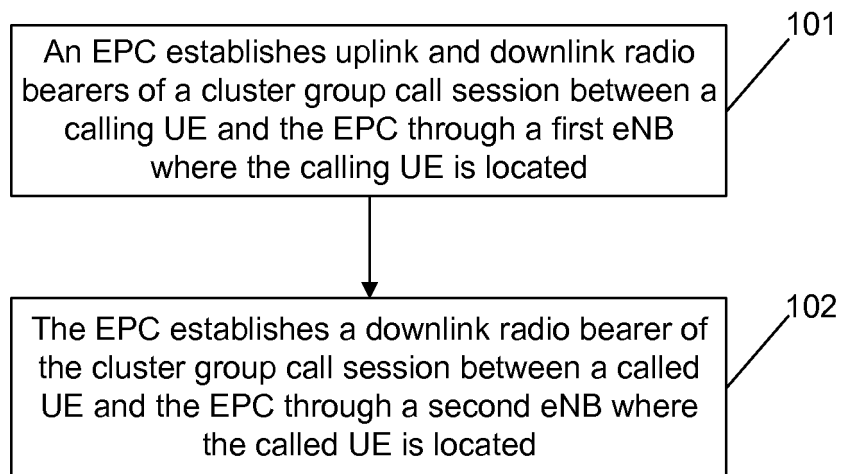 101
An EPC establishes uplink and downlink radio
bearers of a cluster group call session between a
calling UE and the EPC through a first eNB
where the calling UE is located
102
The EPC establishes a downlink radio bearer of
the cluster group call session between a called
UE and the EPC through a second eNB where
the called UE is located